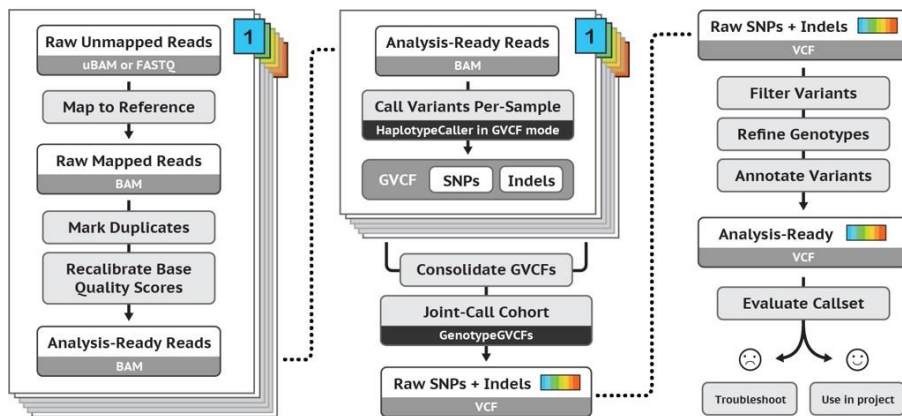 1
Raw Unmapped Reads
uBAM or FASTQ
Map to Reference
Raw Mapped Reads
BAM
Mark Duplicates
Recalibrate Base
Quality Scores
Analysis-Ready Reads
BAM
1
Analysis-Ready Reads
BAM
Call Variants Per-Sample
HaplotypeCaller in GVCF mode
GVCF SNPs Indels
Consolidate GVCFs
Joint-Call Cohort
GenotypeGVCFs
Raw SNPs + Indels
VCF
Raw SNPs + Indels
VCF
Filter Variants
Refine Genotypes
Annotate Variants
Analysis-Ready
VCF
Evaluate Callset
Troubleshoot
Use in project